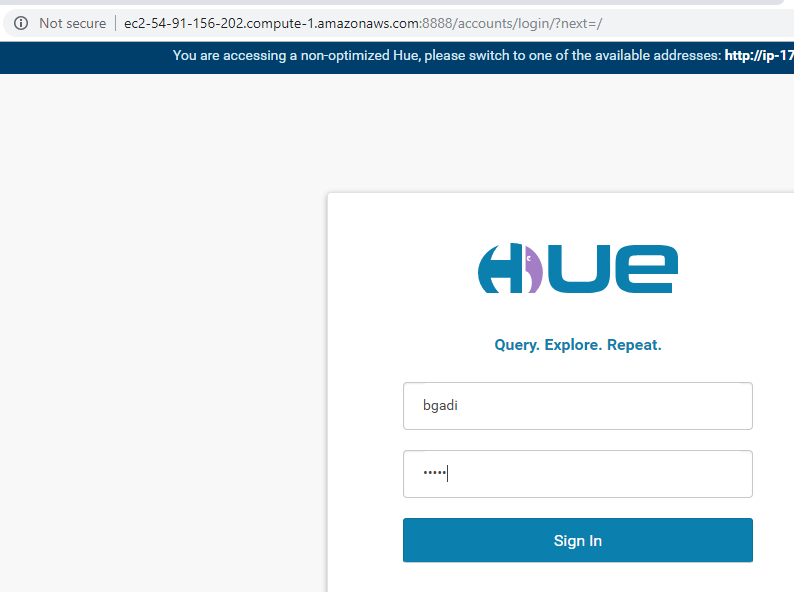 Not secure | ec2-54-91-156-202.compute-1.amazonaws.com:8888/accounts/login/?next=/
You are accessing a non-optimized Hue, please switch to one of the available addresses: http://ip-17
HUE
Query. Explore. Repeat.
bgadi
•••••
Sign In